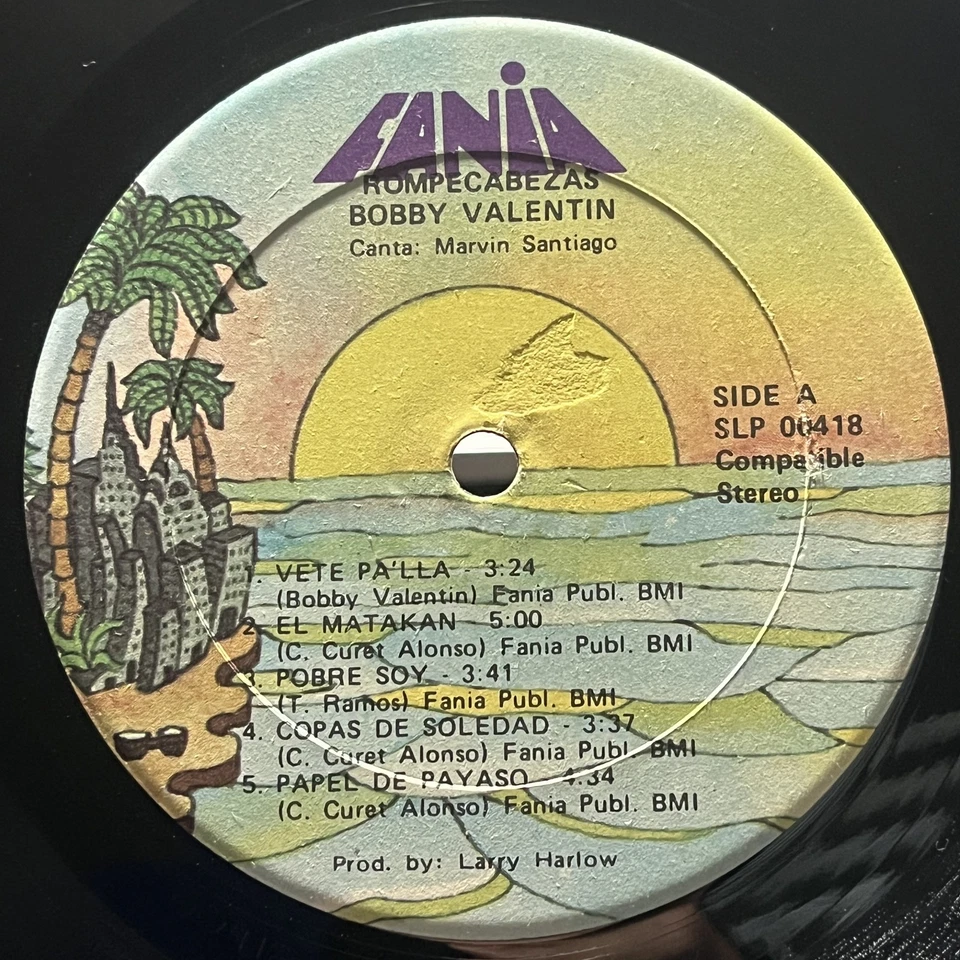 FANIA
ROMPECABEZAS
BOBBY VALENTIN
Canta: Marvin Santiago
SIDE A
SLP 00418
Compatible
Stereo
1. VETE PA'LLA - 3:24
(Bobby Valentin) Fania Publ. BMI
2. EL MATAKAN 5:00
(C. Curet Alonso) Fania Publ. BMI
3. POBRE SOY - 3:41
(T. Ramos) Fania Publ. BMI
4. COPAS DE SOLEDAD - 3:37
(C. Curet Alonso) Fania Publ. BMI
5. PAPEL DE PAYASO 4:34
(C. Curet Alonso) Fania Publ. BMI
Prod. by: Larry Harlow